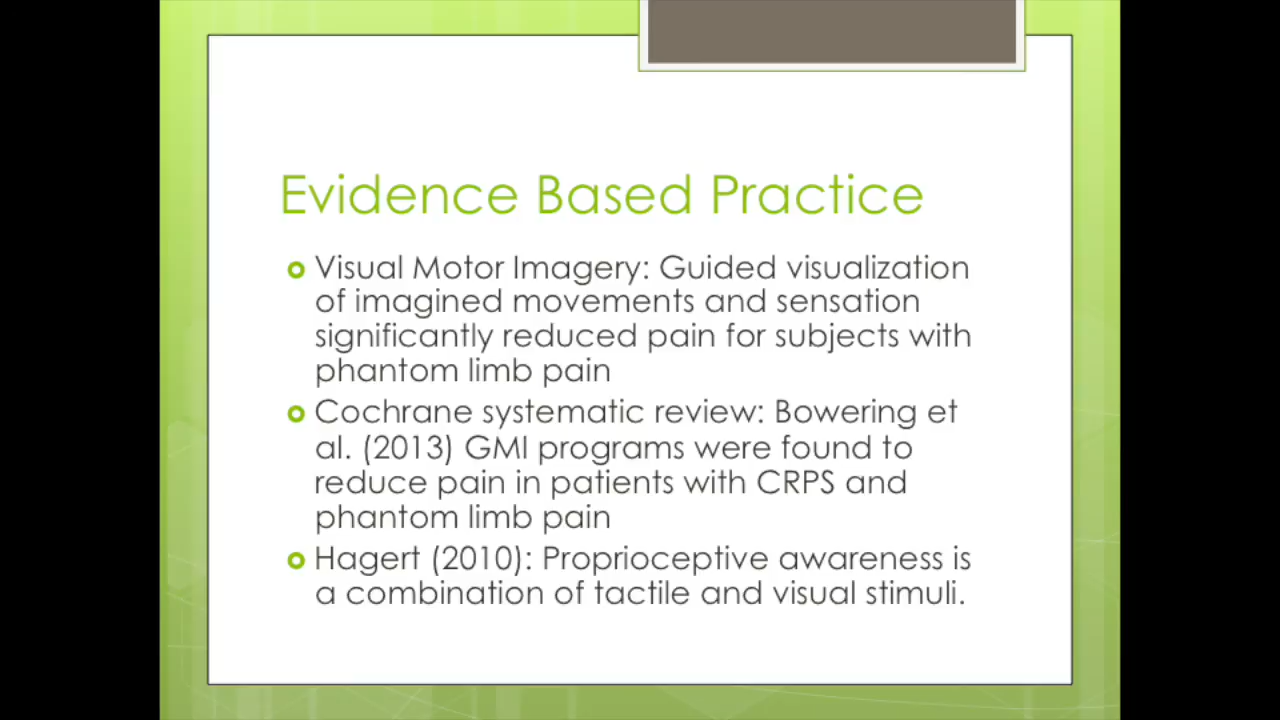 Evidence Based Practice
Visual Motor Imagery: Guided visualization
of imagined movements and sensation
significantly reduced pain for subjects with
phantom limb pain
Cochrane systematic review: Bowering et
al. (2013) GMI programs were found to
reduce pain in patients with CRPS and
phantom limb pain
Hagert (2010): Proprioceptive awareness is
a combination of tactile and visual stimuli.